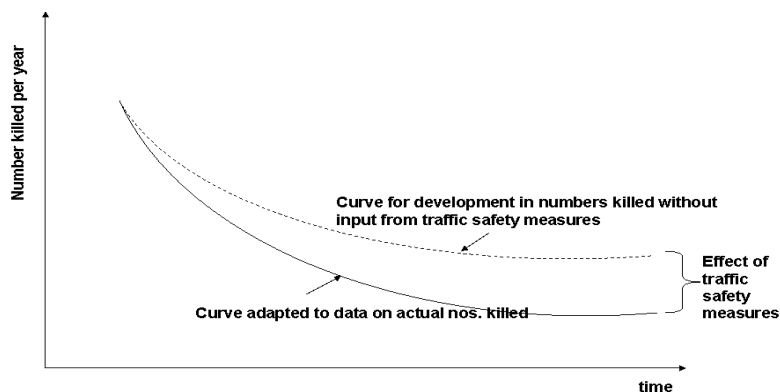 Number killed per year
Curve for development in numbers killed without
input from traffic safety measures
Effect of
traffic
safety
measures
Curve adapted to data on actual nos. killed
time